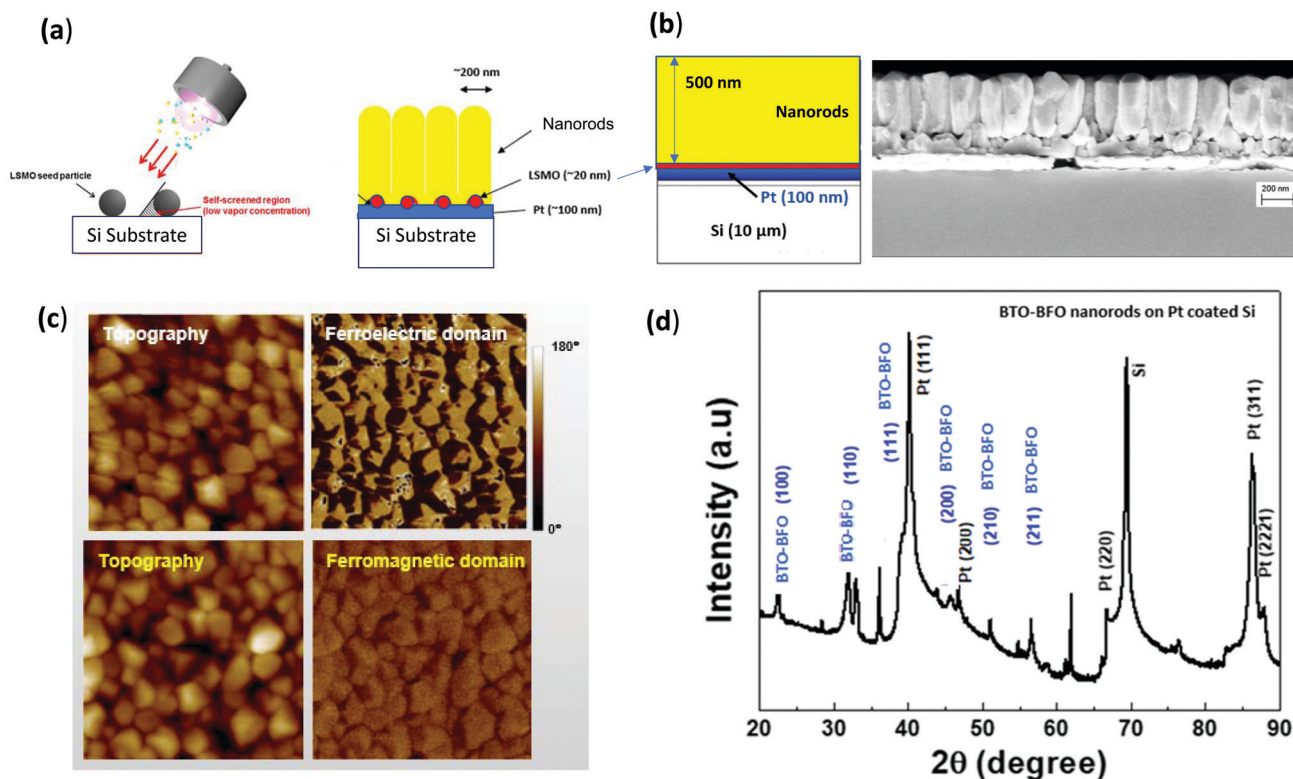 (a)
LSMO seed particle
Self-screened region
(low vapor concentration)
Si Substrate
~200 nm
Nanorods
LSMO (~20 nm)
Pt (~100 nm)
Si Substrate
(b)
500 nm
Nanorods
Pt (100 nm)
Si (10 µm)
200 nm
(c)
Topography
Ferroelectric domain
180°
0°
Topography
Ferromagnetic domain
(d)
BTO-BFO nanorods on Pt coated Si
Intensity (a.u)
BTO-BFO (100)
BTO-BFO (110)
(111) BTO-BFO
Pt (111)
(200) BTO-BFO
Pt (200)
(210) BTO-BFO
(211) BTO-BFO
Pt (220)
Si
Pt (311)
Pt (2221)
20 30 40 50 60 70 80 90
2θ (degree)